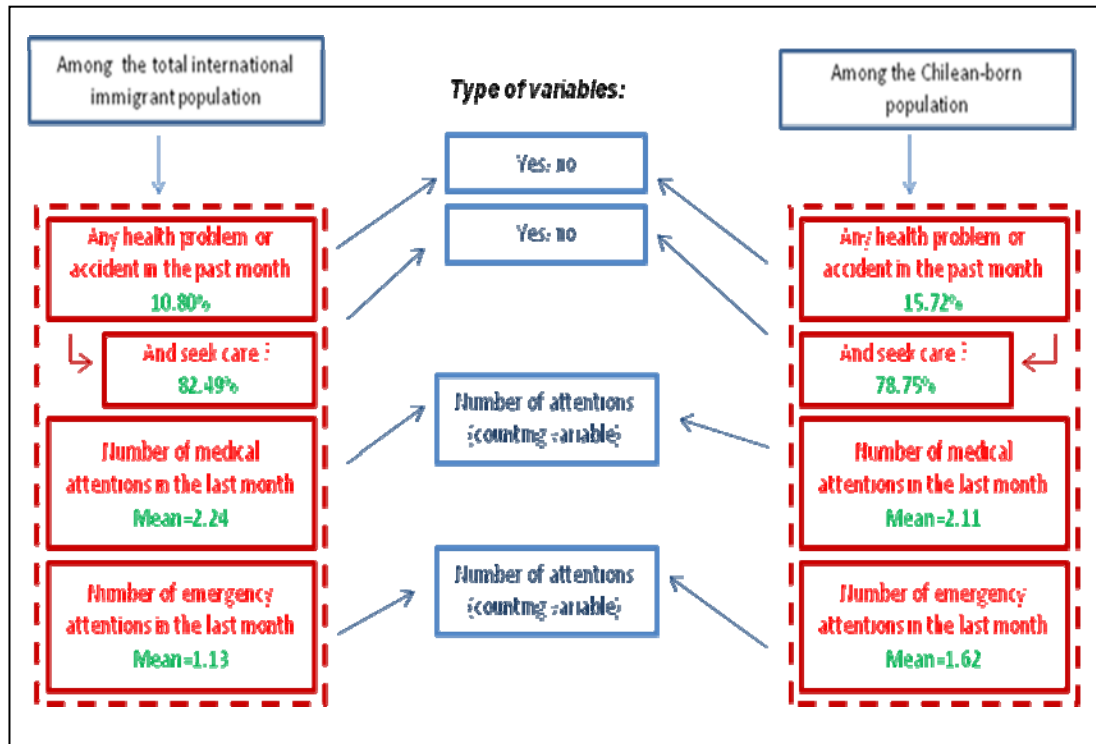 Among the total international
immigrant population
Any health problem or
accident in the past month
10.80%
And seek care ?
82.49%
Number of medical
attentions in the last month
Mean=2.24
Number of emergency
attentions in the last month
Mean=1.13
Type of variables:
Yes, no
Yes, no
Number of attentions
(counting variable)
Number of attentions
(counting variable)
Among the Chilean-born
population
Any health problem or
accident in the past month
15.72%
And seek care ?
78.75%
Number of medical
attentions in the last month
Mean=2.11
Number of emergency
attentions in the last month
Mean=1.62